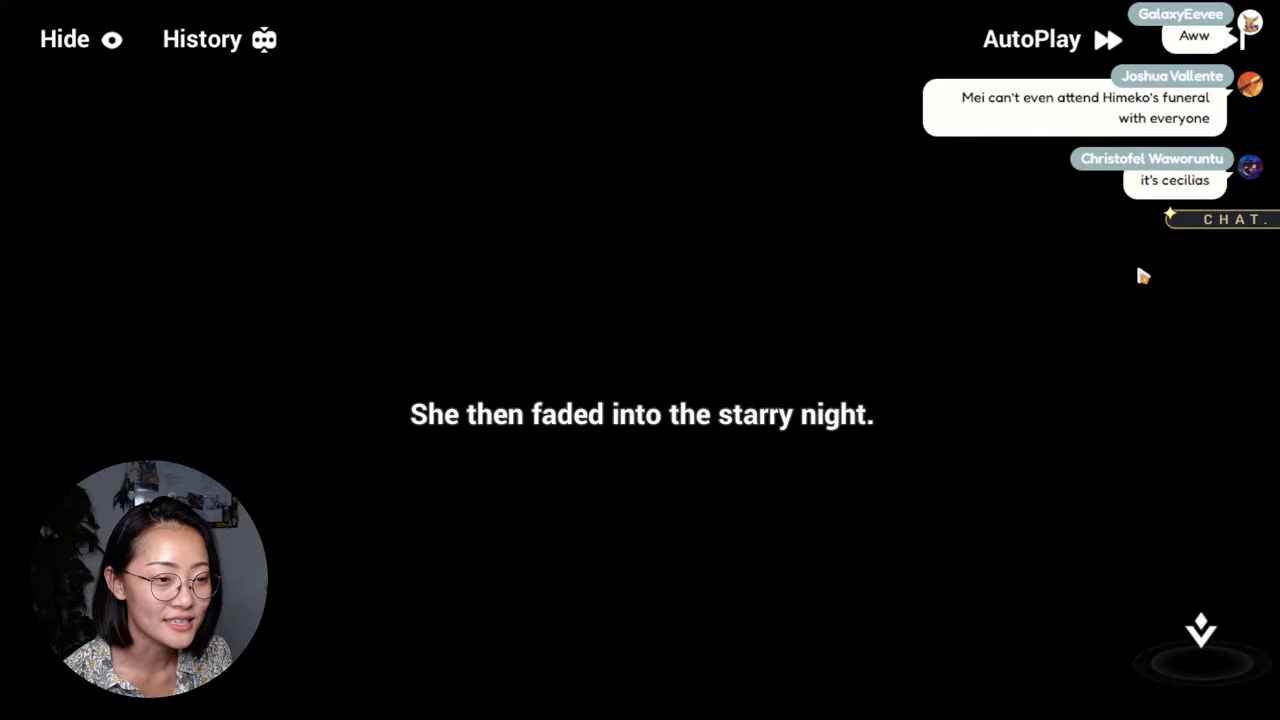 Hide
History
AutoPlay
GalaxyEevee
Aww
Joshua Vallente
Mei can't even attend Himeko's funeral
with everyone
Christofel Waworuntu
it's cecilias
CHAT.
She then faded into the starry night.